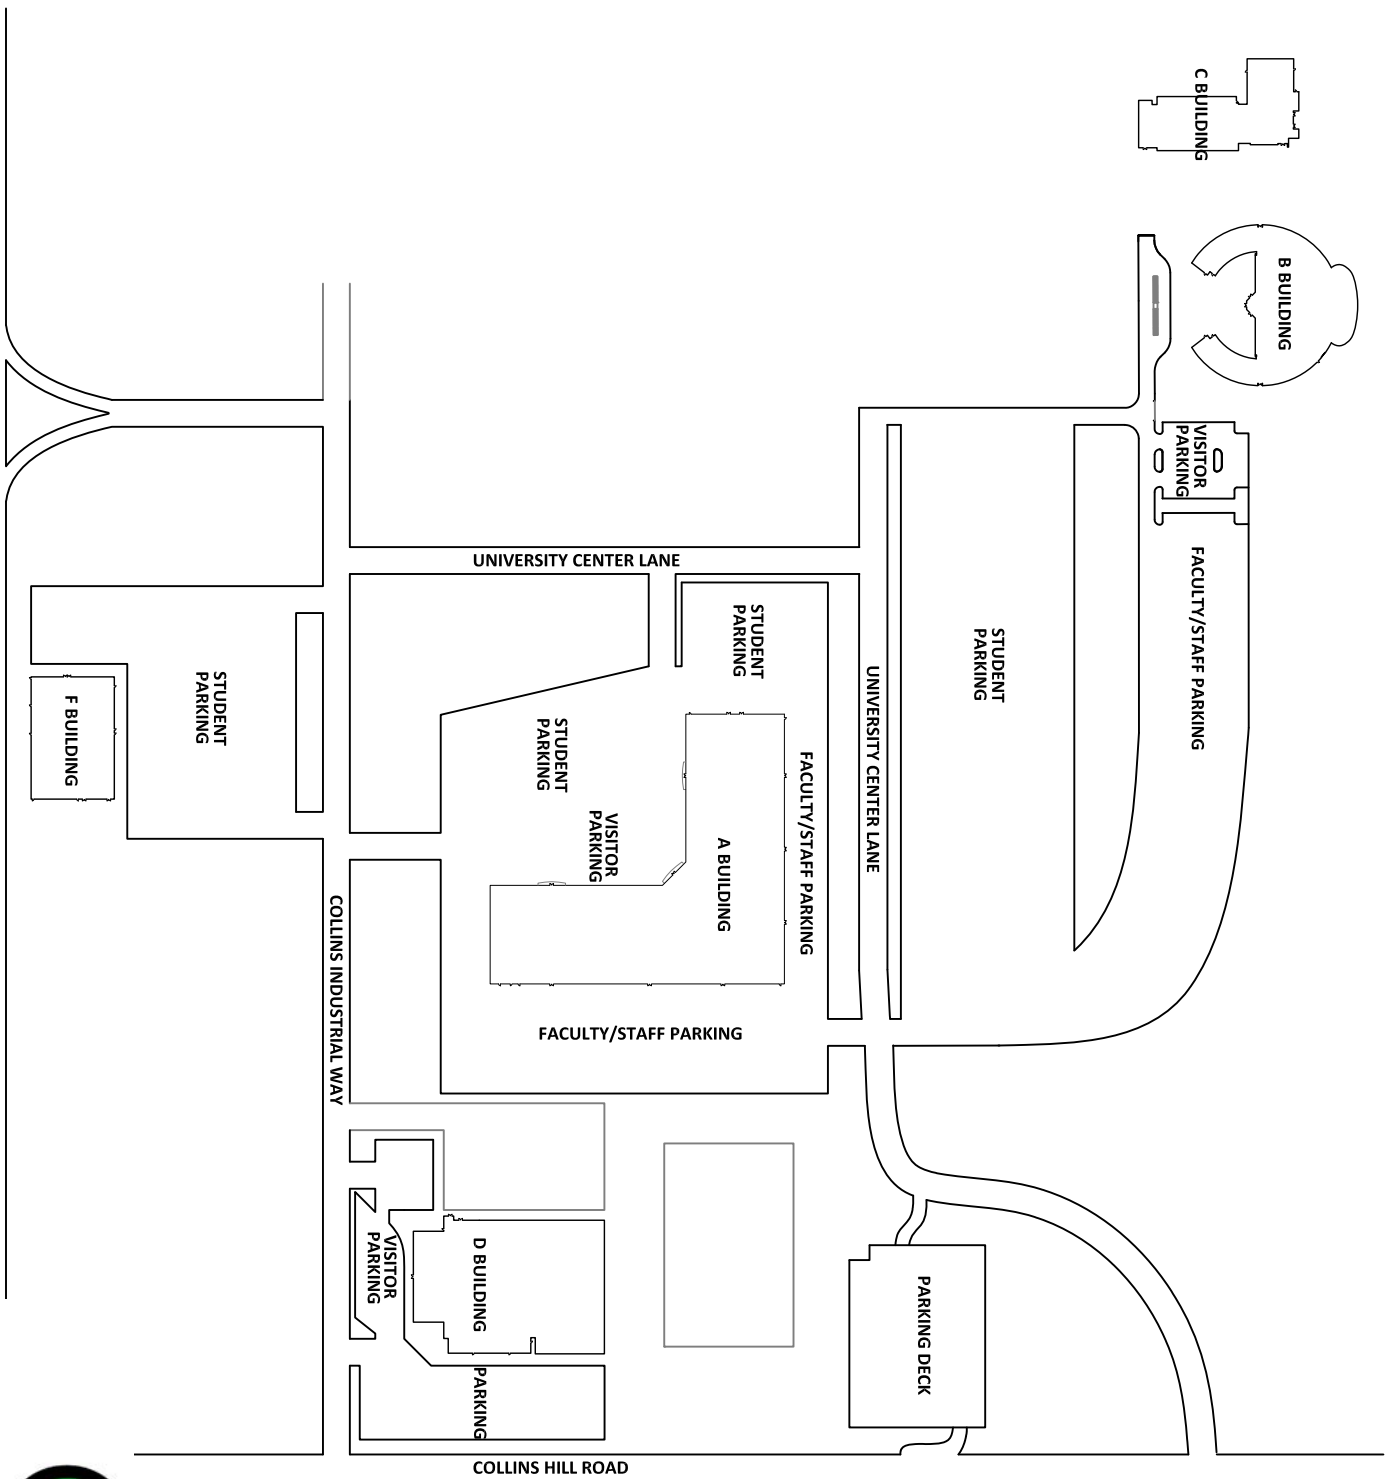 C BUILDING
B BUILDING
VISITOR
PARKING
FACULTY/STAFF PARKING
UNIVERSITY CENTER LANE
STUDENT
PARKING
STUDENT
PARKING
UNIVERSITY CENTER LANE
STUDENT
PARKING
F BUILDING
STUDENT
PARKING
FACULTY/STAFF PARKING
VISITOR
PARKING
A BUILDING
COLLINS INDUSTRIAL WAY
FACULTY/STAFF PARKING
VISITOR
PARKING
D BUILDING
PARKING DECK
PARKING
COLLINS HILL ROAD